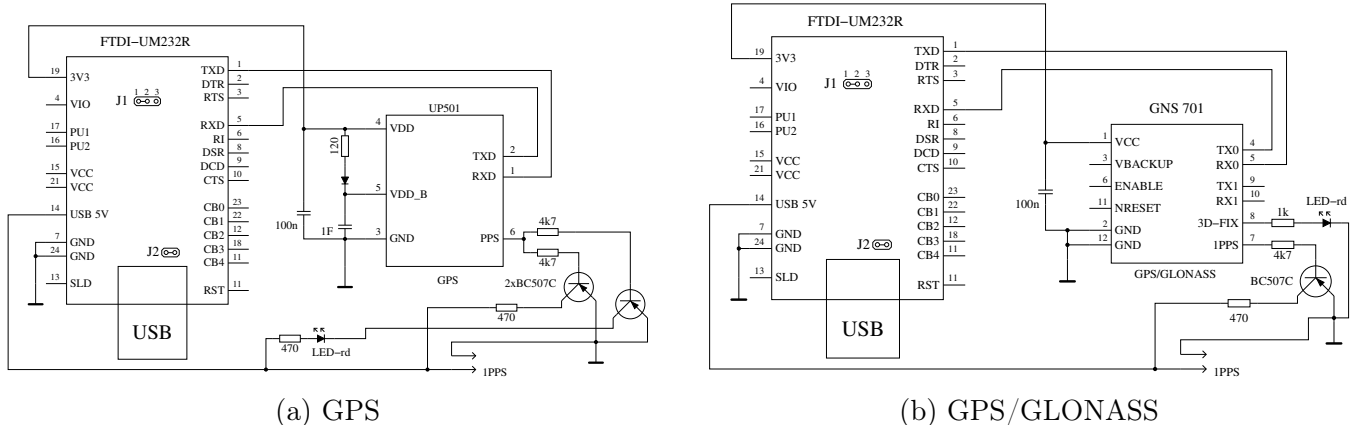 FTDI−UM232R
19 3V3
4 VIO
17 PU1
16 PU2
15 VCC
21 VCC
14 USB 5V
7 GND
24 GND
13 SLD
J1 1 2 3
J2
TXD 1
DTR 2
RTS 3
RXD 5
RI 6
DSR 8
DCD 9
CTS 10
CB0 23
CB1 22
CB2 12
CB3 18
CB4 11
RST 11
USB
UP501
4 VDD
5 VDD_B
3 GND
TXD 2
RXD 1
PPS 6
GPS
120
1F
100n
4k7
4k7
2xBC507C
470
470
LED−rd
1PPS
(a) GPS
FTDI−UM232R
19 3V3
4 VIO
17 PU1
16 PU2
15 VCC
21 VCC
14 USB 5V
7 GND
24 GND
13 SLD
J1 1 2 3
J2
TXD 1
DTR 2
RTS 3
RXD 5
RI 6
DSR 8
DCD 9
CTS 10
CB0 23
CB1 22
CB2 12
CB3 18
CB4 11
RST 11
USB
GNS 701
1 VCC
3 VBACKUP
6 ENABLE
11 NRESET
2 GND
12 GND
TX0 4
RX0 5
TX1 9
RX1 10
3D−FIX 8
1PPS 7
GPS/GLONASS
100n
1k
LED−rd
4k7
BC507C
470
1PPS
(b) GPS/GLONASS